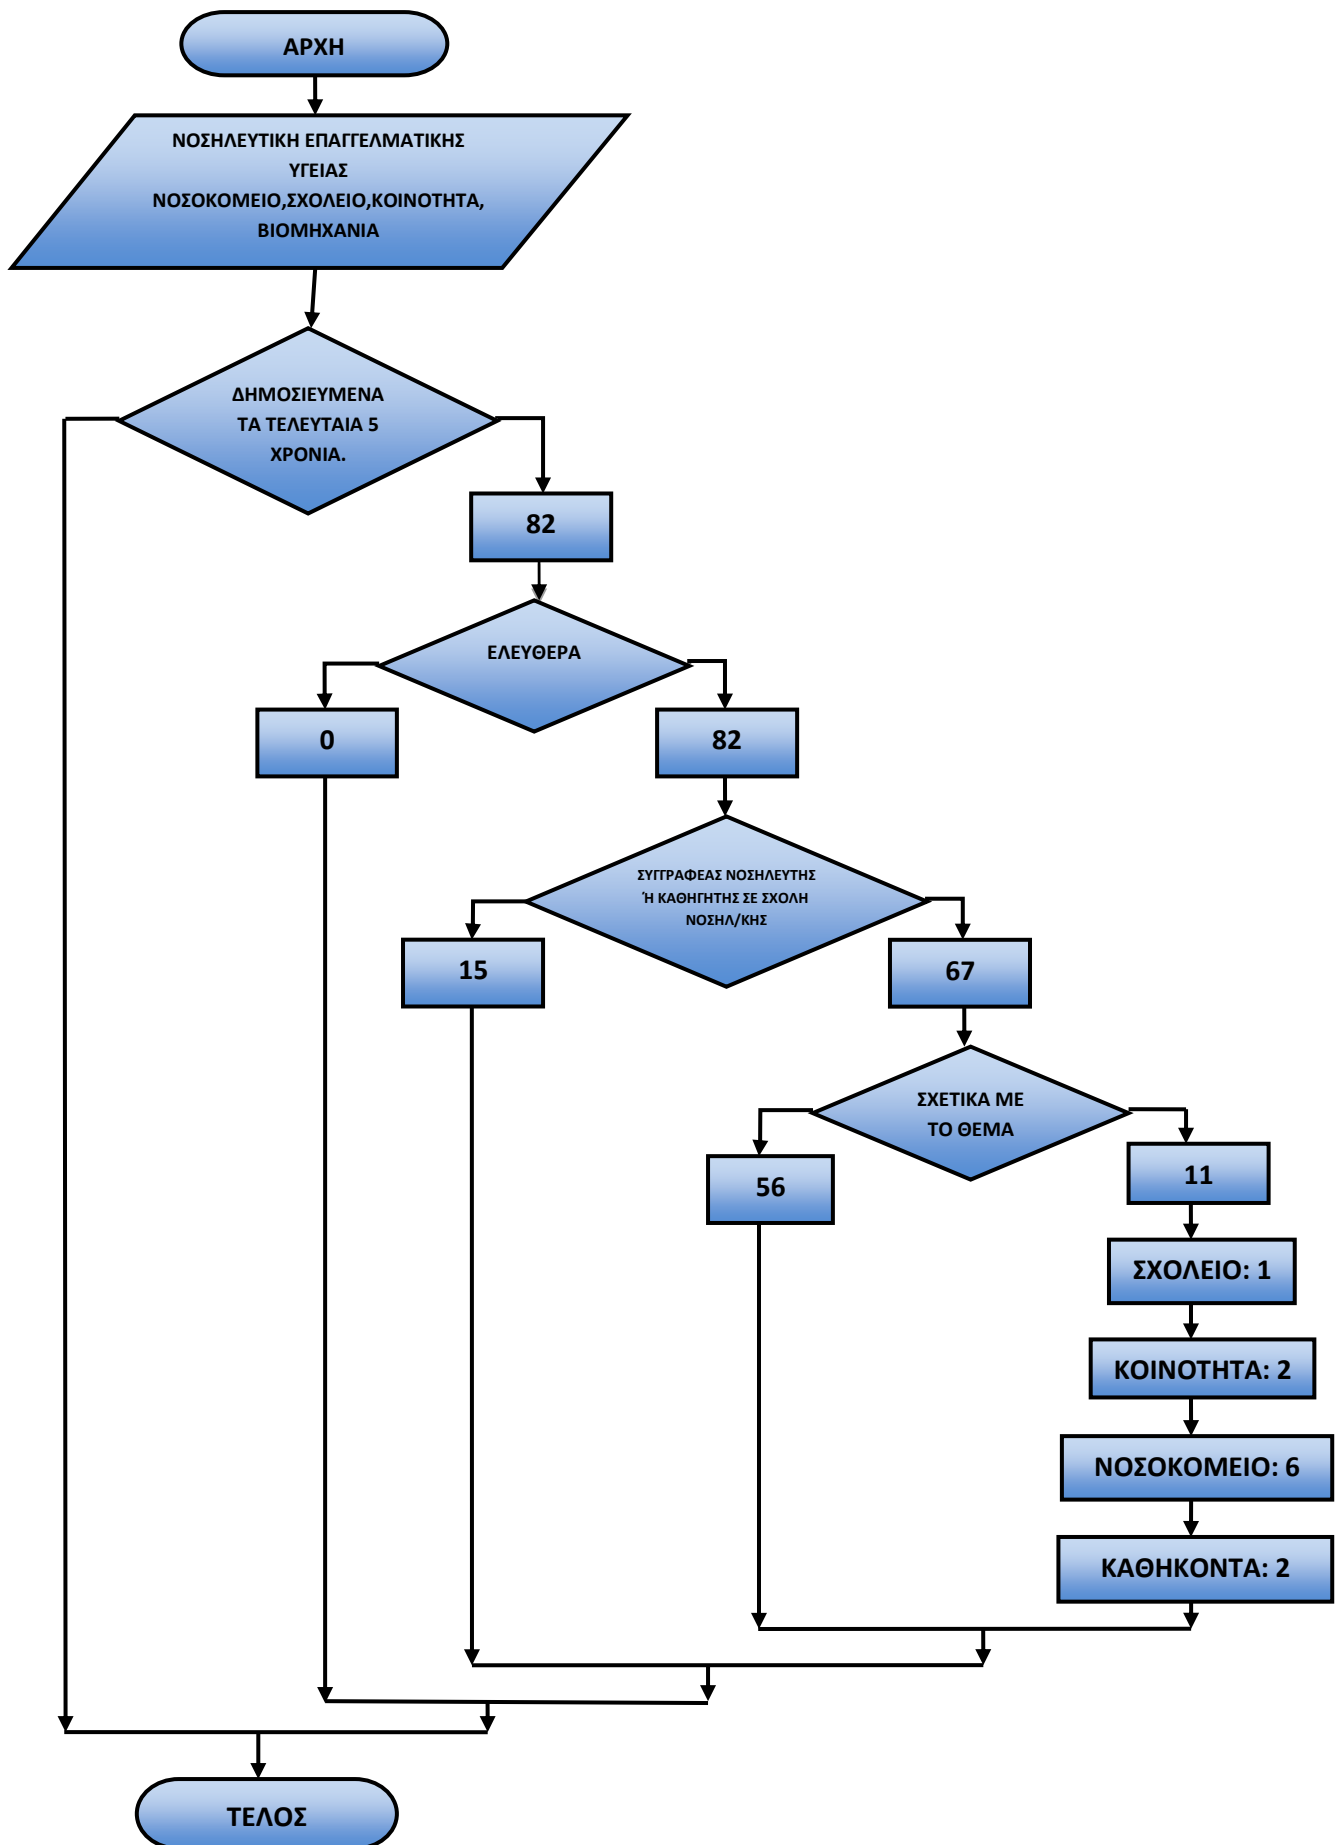 ΑΡΧΗ
ΝΟΣΗΛΕΥΤΙΚΗ ΕΠΑΓΓΕΛΜΑΤΙΚΗΣ
ΥΓΕΙΑΣ
ΝΟΣΟΚΟΜΕΙΟ,ΣΧΟΛΕΙΟ,ΚΟΙΝΟΤΗΤΑ,
ΒΙΟΜΗΧΑΝΙΑ
ΔΗΜΟΣΙΕΥΜΕΝΑ
ΤΑ ΤΕΛΕΥΤΑΙΑ 5
ΧΡΟΝΙΑ.
82
ΕΛΕΥΘΕΡΑ
0
82
ΣΥΓΓΡΑΦΕΑΣ ΝΟΣΗΛΕΥΤΗΣ
Ή ΚΑΘΗΓΗΤΗΣ ΣΕ ΣΧΟΛΗ
ΝΟΣΗΛ/ΚΗΣ
15
67
ΣΧΕΤΙΚΑ ΜΕ
ΤΟ ΘΕΜΑ
56
11
ΣΧΟΛΕΙΟ: 1
ΚΟΙΝΟΤΗΤΑ: 2
ΝΟΣΟΚΟΜΕΙΟ: 6
ΚΑΘΗΚΟΝΤΑ: 2
ΤΕΛΟΣ